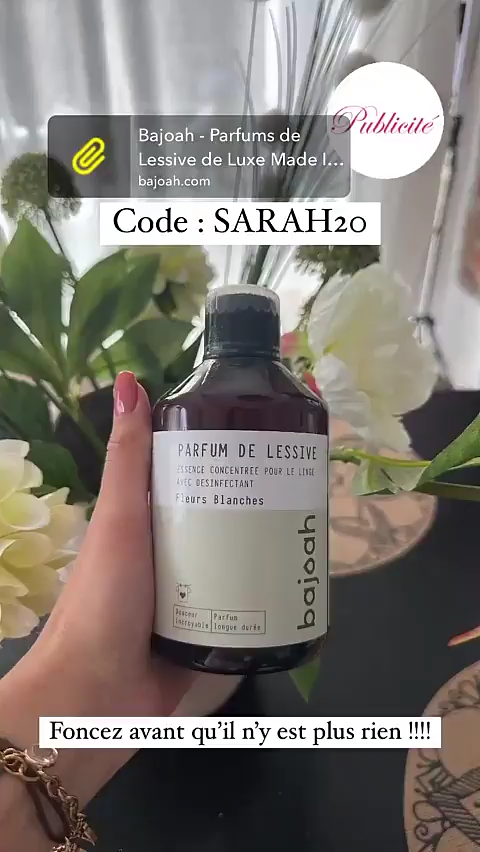 Publicité
Bajoah - Parfums de
Lessive de Luxe Made I...
bajoah.com
Code : SARAH20
PARFUM DE LESSIVE
ESSENCE CONCENTREE POUR LE LINGE
AVEC DESINFECTANT
Fleurs Blanches
bajoah
Douceur
incroyable
Parfum
longue durée
Foncez avant qu'il n'y est plus rien !!!!